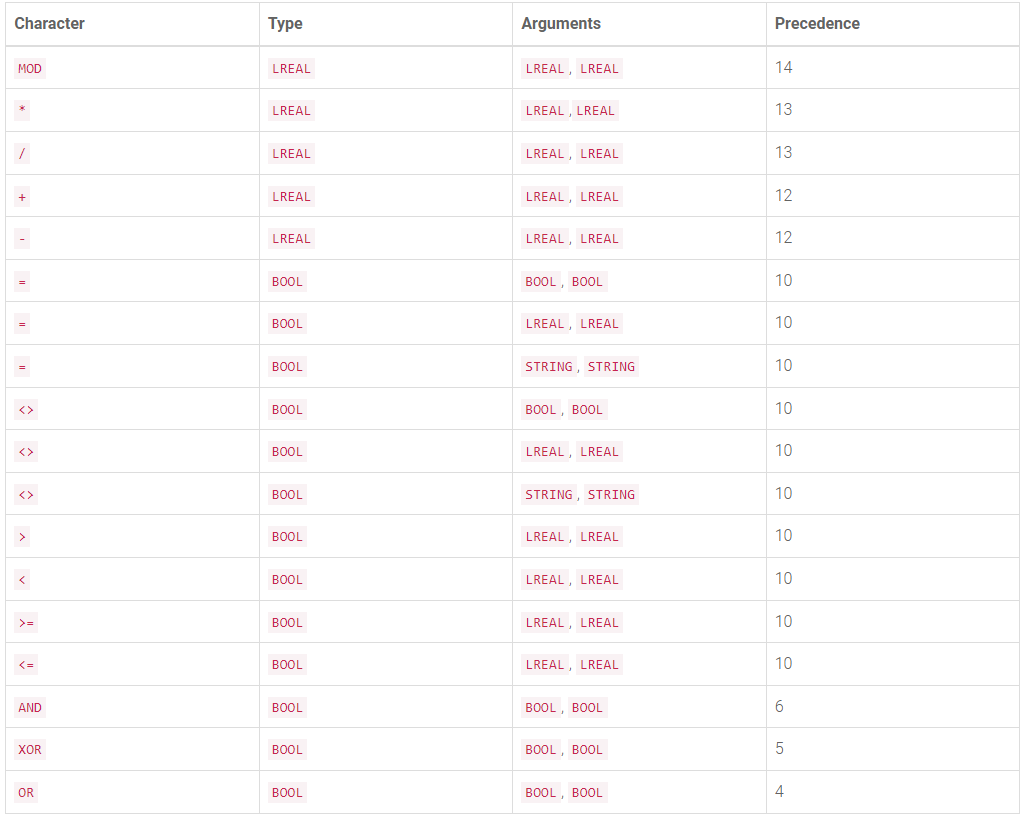 Character Type Arguments Precedence
MOD LREAL LREAL, LREAL 14
* LREAL LREAL,LREAL 13
/ LREAL LREAL, LREAL 13
+ LREAL LREAL, LREAL 12
- LREAL LREAL, LREAL 12
= BOOL BOOL, BOOL 10
= BOOL LREAL, LREAL 10
= BOOL STRING, STRING 10
<> BOOL BOOL, BOOL 10
<> BOOL LREAL, LREAL 10
<> BOOL STRING, STRING 10
> BOOL LREAL, LREAL 10
< BOOL LREAL, LREAL 10
>= BOOL LREAL, LREAL 10
<= BOOL LREAL, LREAL 10
AND BOOL BOOL, BOOL 6
XOR BOOL BOOL, BOOL 5
OR BOOL BOOL, BOOL 4